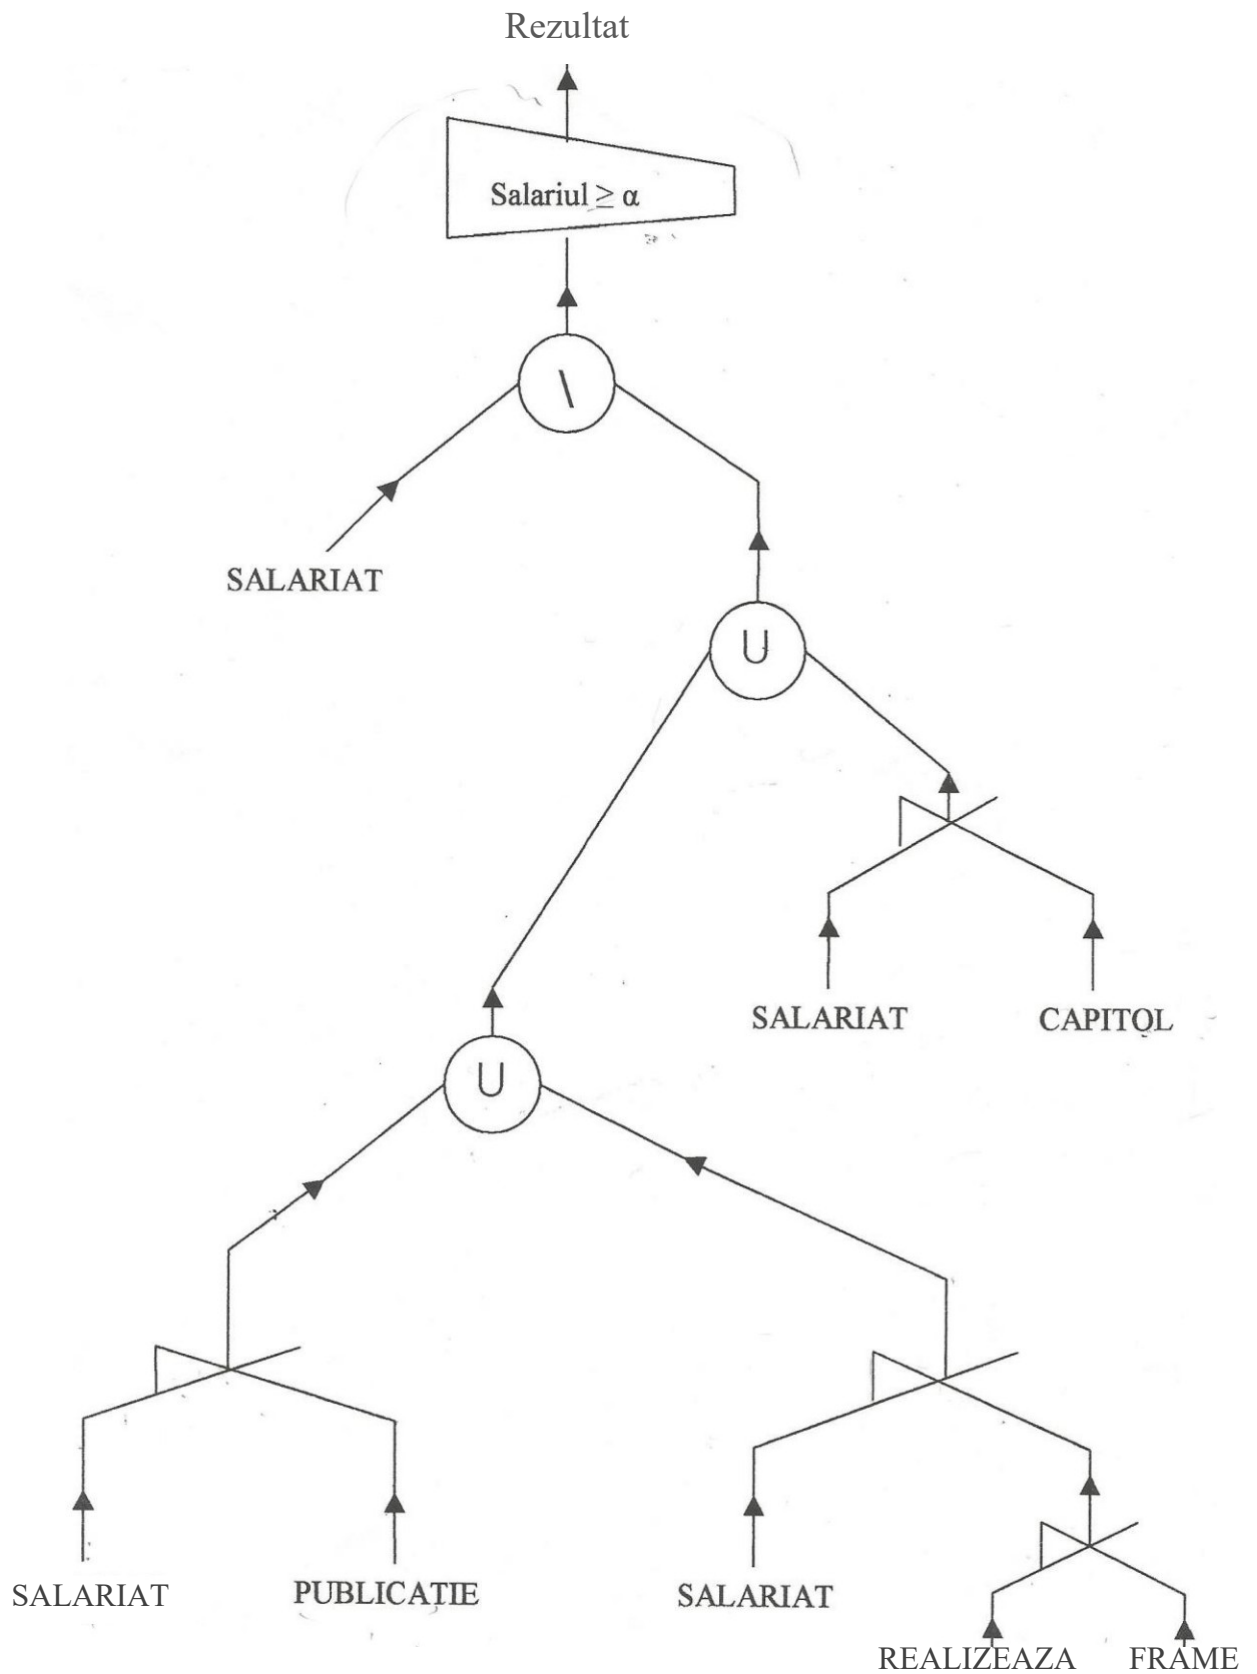 Rezultat
Salariul ≥ α
\
SALARIAT
U
SALARIAT
CAPITOL
U
SALARIAT
PUBLICATIE
SALARIAT
REALIZEAZA
FRAME